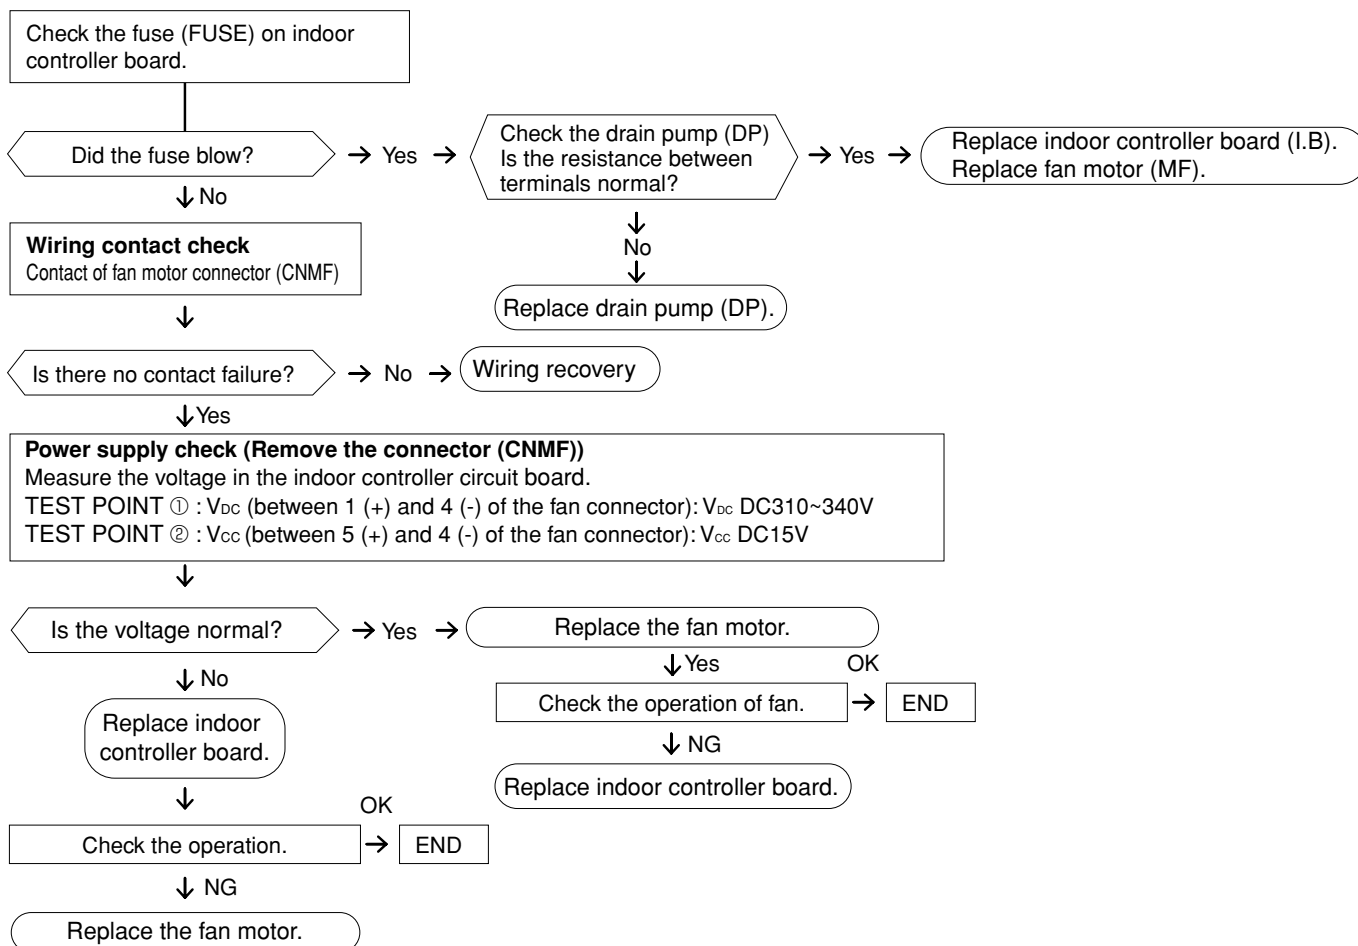 Check the fuse (FUSE) on indoor
controller board.
Did the fuse blow?
Yes
Check the drain pump (DP)
Is the resistance between
terminals normal?
Yes
Replace indoor controller board (I.B).
Replace fan motor (MF).
No
No
Wiring contact check
Contact of fan motor connector (CNMF)
Replace drain pump (DP).
Is there no contact failure?
No
Wiring recovery
Yes
Power supply check (Remove the connector (CNMF))
Measure the voltage in the indoor controller circuit board.
TEST POINT ① : VDC (between 1 (+) and 4 (-) of the fan connector): VDC DC310~340V
TEST POINT ② : VCC (between 5 (+) and 4 (-) of the fan connector): VCC DC15V
Is the voltage normal?
Yes
Replace the fan motor.
Yes
OK
Check the operation of fan.
END
NG
Replace indoor controller board.
No
Replace indoor
controller board.
OK
Check the operation.
END
NG
Replace the fan motor.